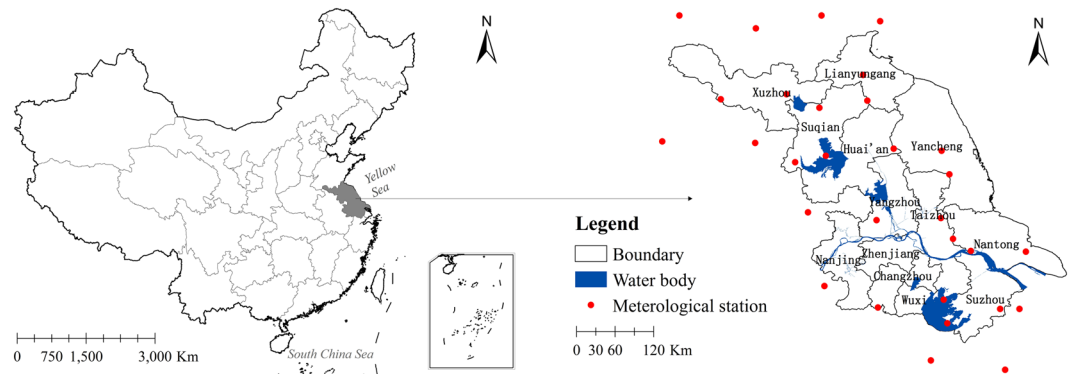 N
Yellow
Sea
South China Sea
0 750 1,500 3,000 Km
N
Lianyungang
Xuzhou
Suqian
Huai'an
Yancheng
Yangzhou
Taizhou
Nantong
Zhenjiang
Nanjing
Changzhou
Wuxi
Suzhou
Legend
Boundary
Water body
Meterological station
0 30 60 120 Km